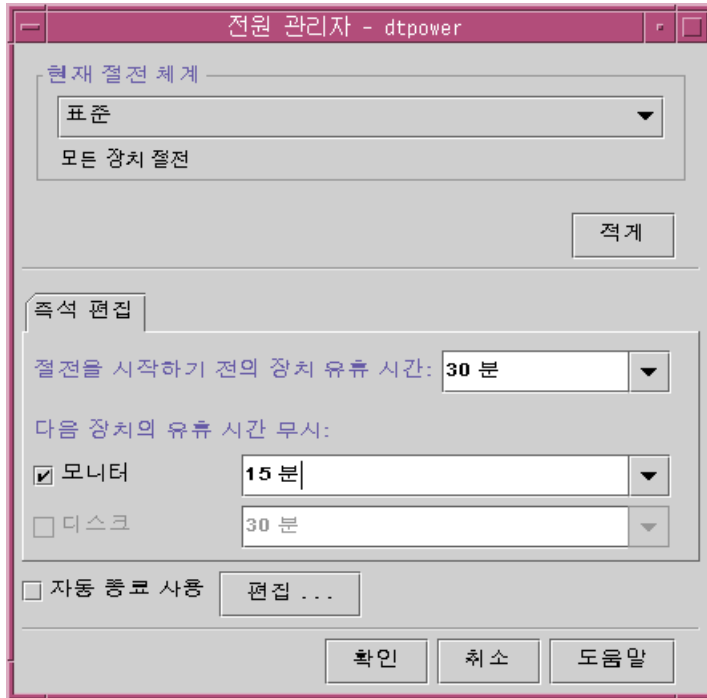 전원 관리자 - dtpower
현재 절전 체계
표준
모든 장치 절전
적게
즉석 편집
절전을 시작하기 전의 장치 유휴 시간: 30 분
다음 장치의 유휴 시간 무시:
모니터 15 분
디스크 30 분
자동 종료 사용 편집 ...
확인 취소 도움말